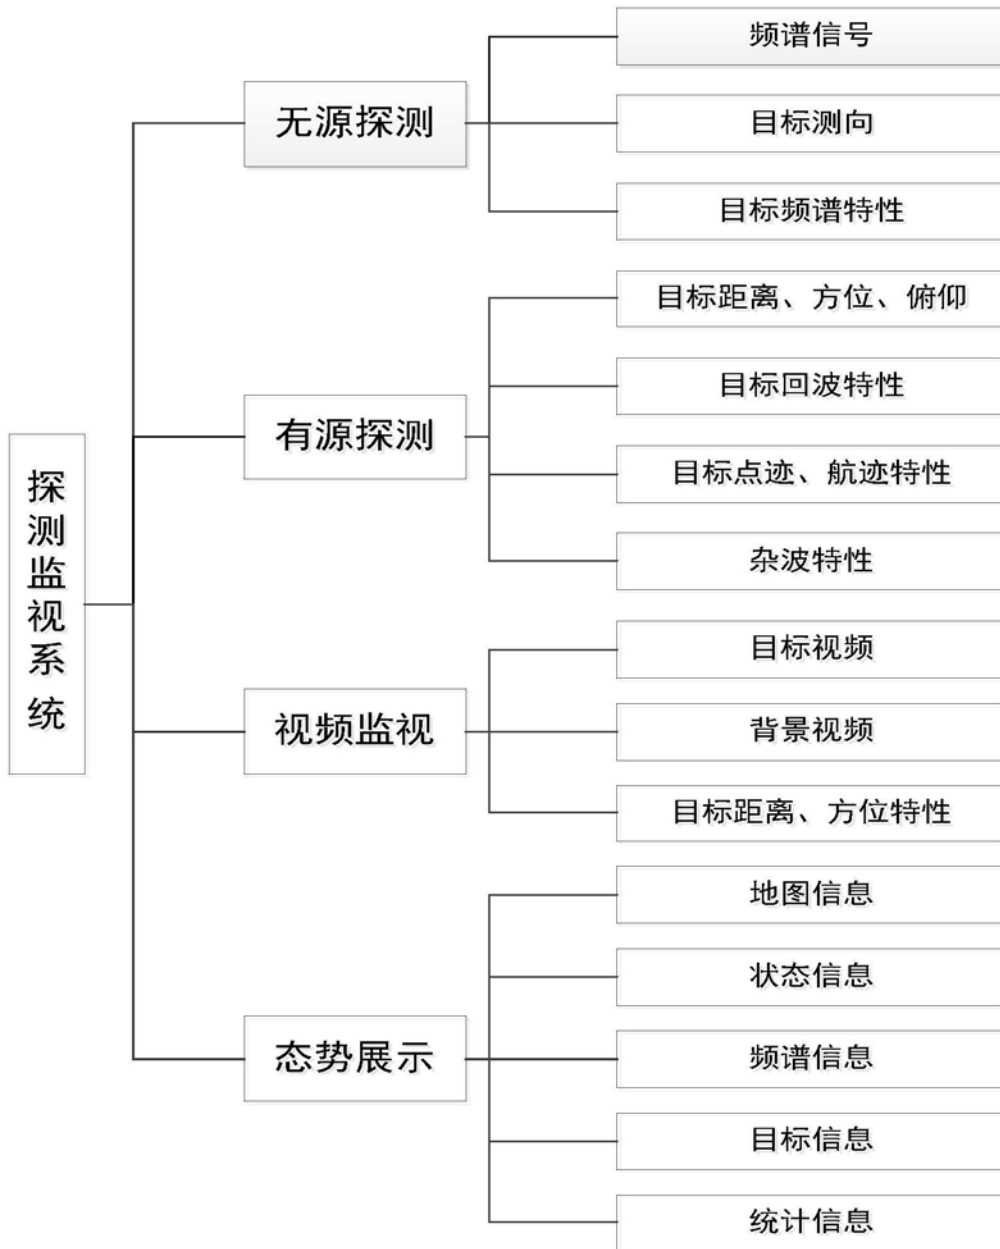 探测监视系统
无源探测
频谱信号
目标测向
目标频谱特性
有源探测
目标距离、方位、俯仰
目标回波特性
目标点迹、航迹特性
杂波特性
视频监视
目标视频
背景视频
目标距离、方位特性
态势展示
地图信息
状态信息
频谱信息
目标信息
统计信息